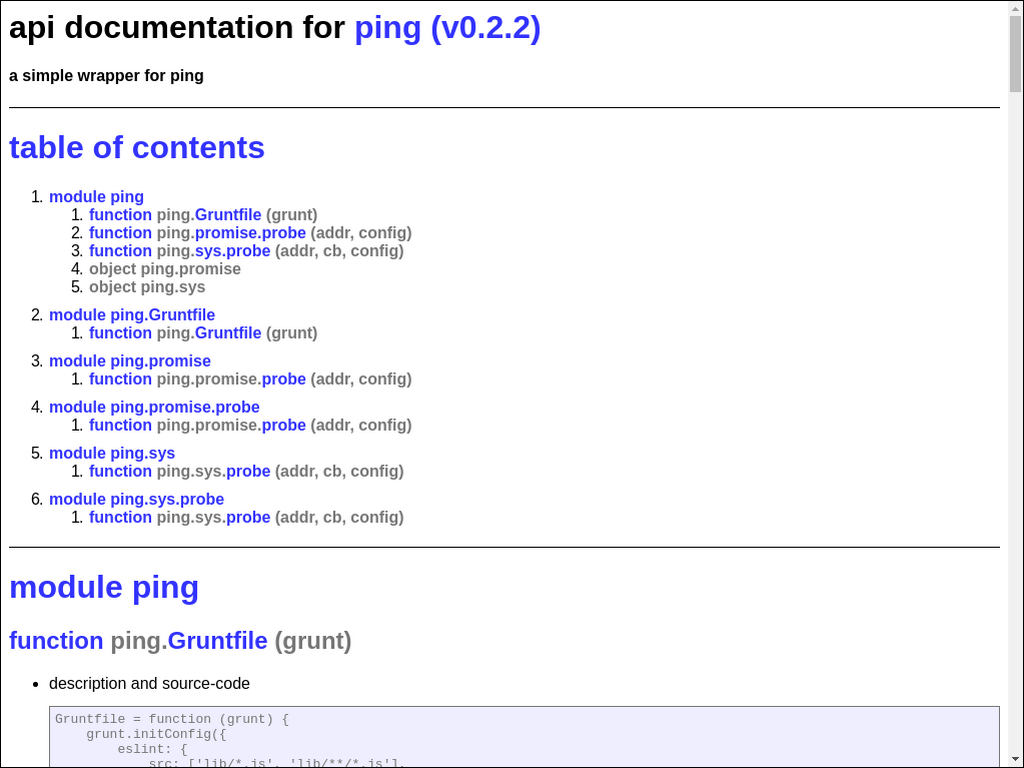 api documentation for ping (v0.2.2)
a simple wrapper for ping
table of contents
1. module ping
1. function ping.Gruntfile (grunt)
2. function ping.promise.probe (addr, config)
3. function ping.sys.probe (addr, cb, config)
4. object ping.promise
5. object ping.sys
2. module ping.Gruntfile
1. function ping.Gruntfile (grunt)
3. module ping.promise
1. function ping.promise.probe (addr, config)
4. module ping.promise.probe
1. function ping.promise.probe (addr, config)
5. module ping.sys
1. function ping.sys.probe (addr, cb, config)
6. module ping.sys.probe
1. function ping.sys.probe (addr, cb, config)
module ping
function ping.Gruntfile (grunt)
• description and source-code
Gruntfile = function (grunt) {
grunt.initConfig({
eslint: {
src: ['lib/*.js', 'lib/**/*.js'],